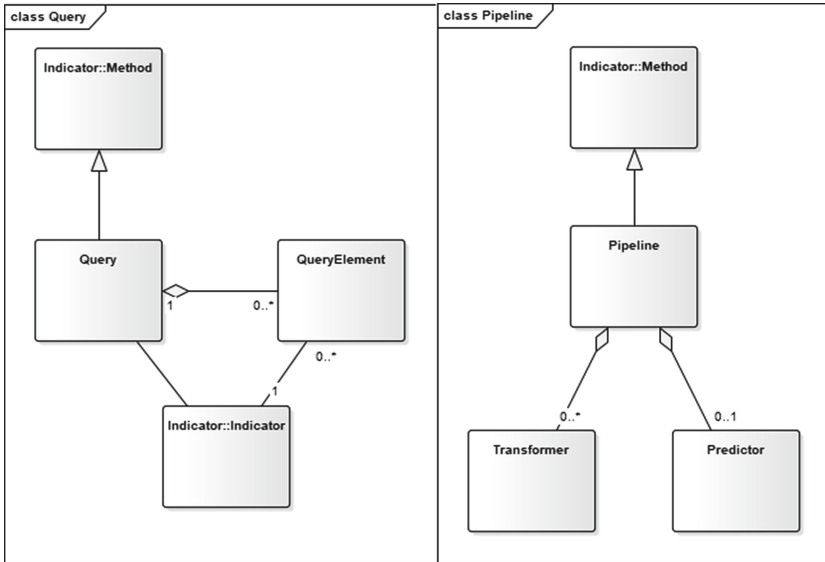 class Query
Indicator::Method
Query
QueryElement
1
0..*
0..*
1
Indicator::Indicator
class Pipeline
Indicator::Method
Pipeline
0..*
0..1
Transformer
Predictor